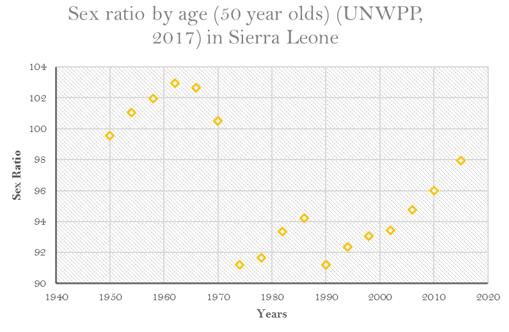 Sex ratio by age (50 year olds) (UNWPP,
2017) in Sierra Leone
104
102
100
98
96
94
92
90
Sex Ratio
1940 1950 1960 1970 1980 1990 2000 2010 2020
Years